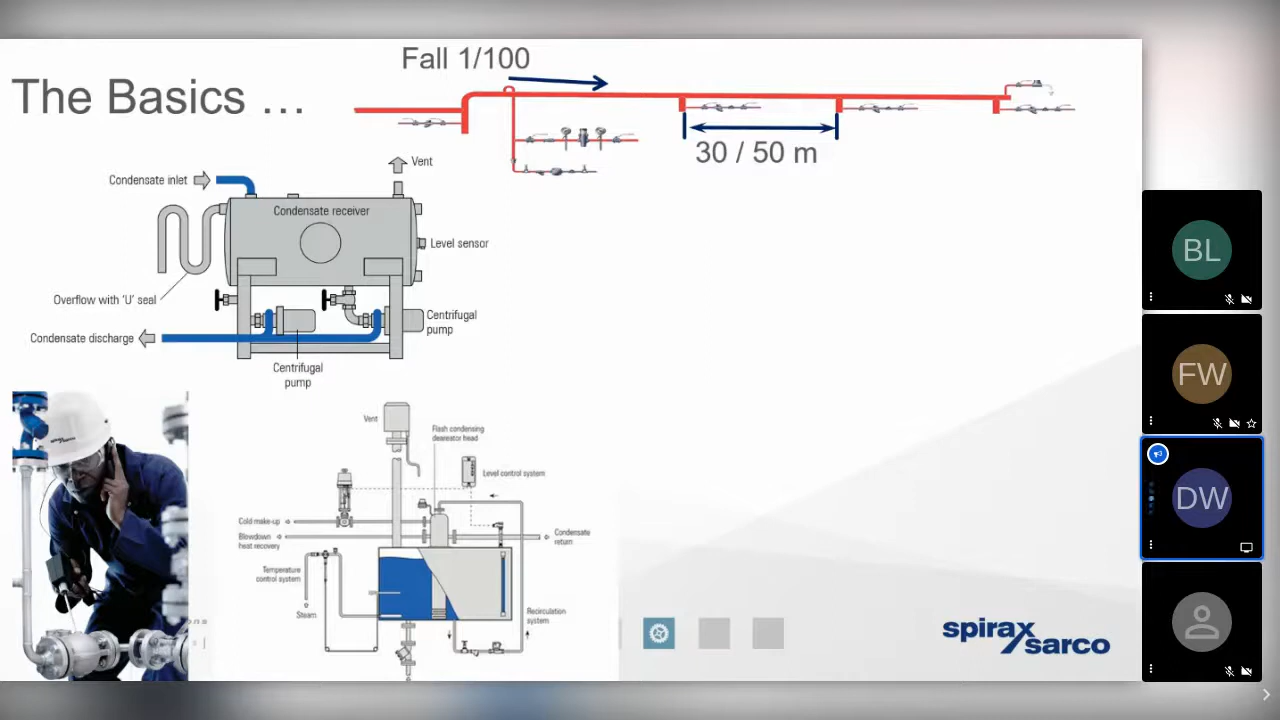 Fall 1/100
The Basics ...
30 / 50 m
Vent
Condensate inlet
Condensate receiver
Level sensor
Overflow with 'U' seal
Centrifugal
pump
Condensate discharge
Centrifugal
pump
Vent
Flash condensing
deareator head
Level control system
Cold make-up
Blowdown
heat recovery
Condensate
return
Temperature
control system
Steam
Recirculation
system
spirax
sarco
BL
FW
DW